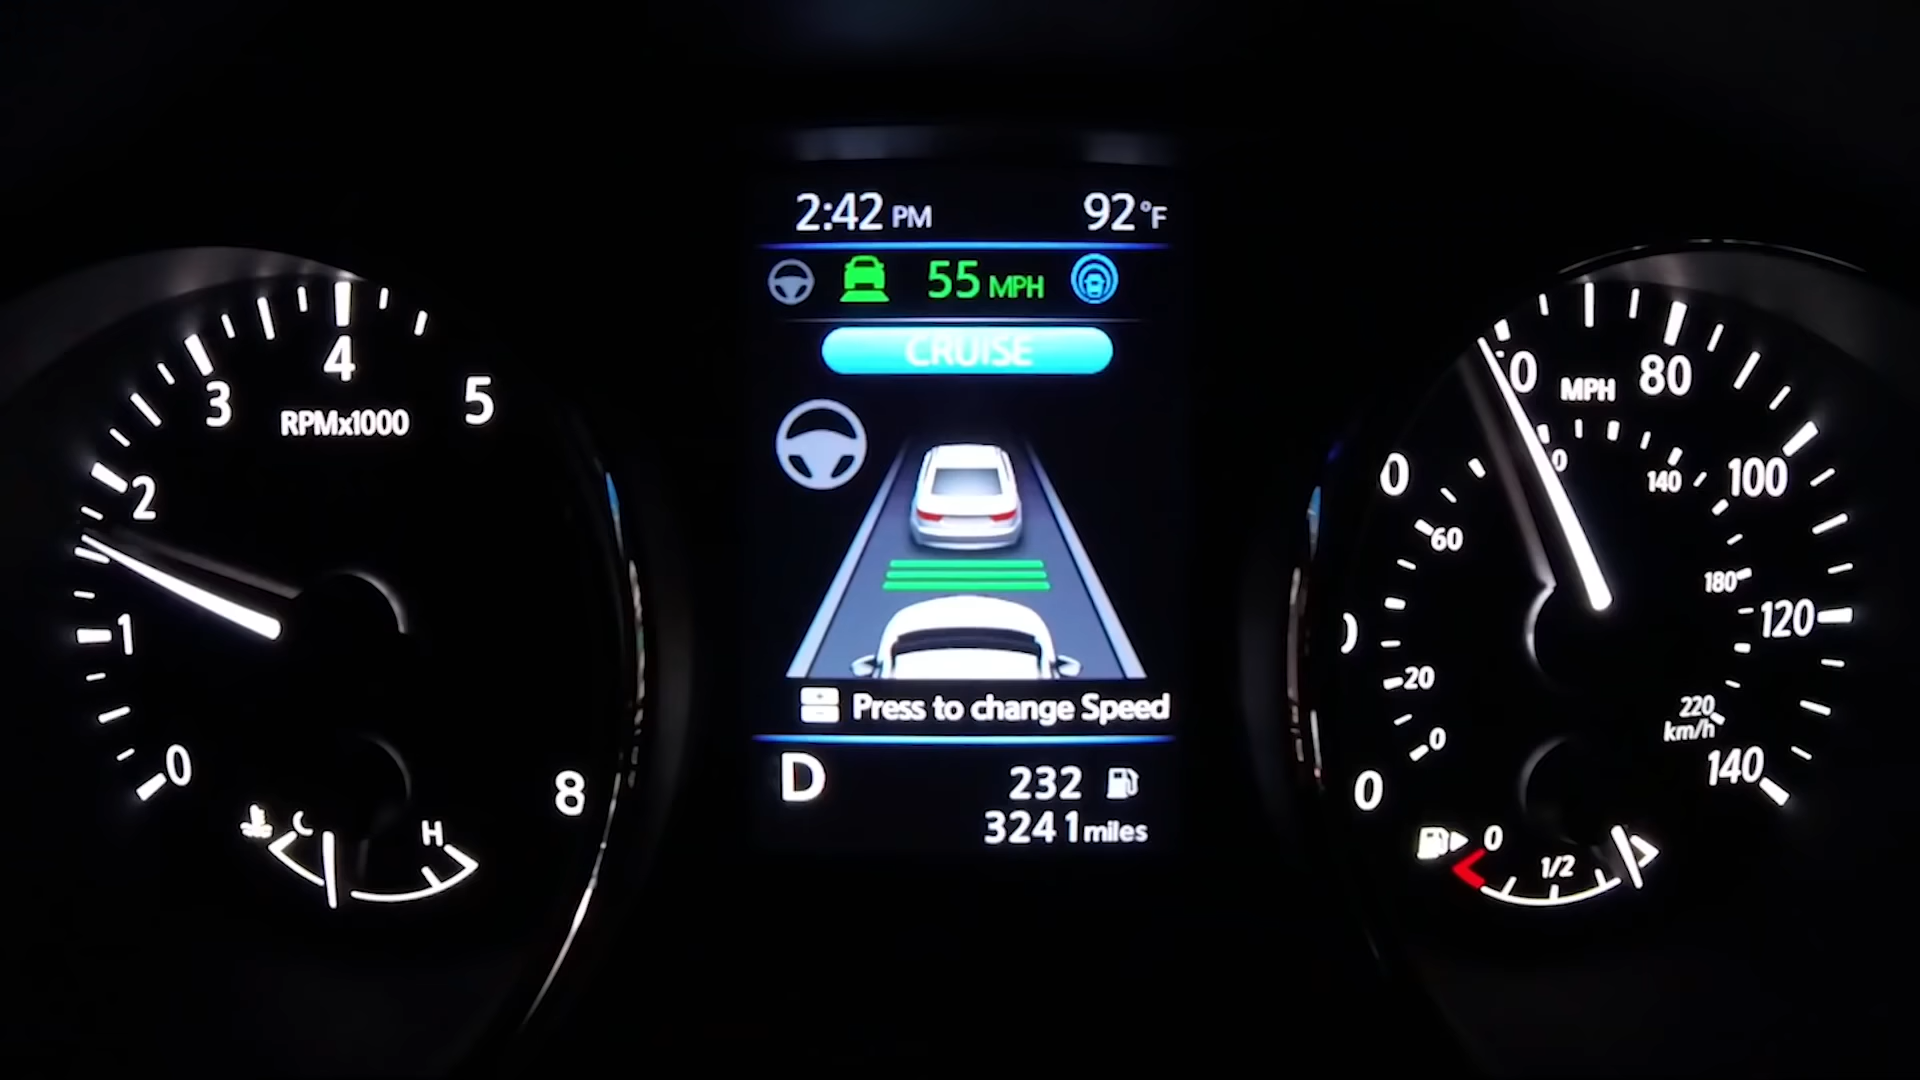 2:42 PM 92°F
55 MPH
CRUISE
Press to change Speed
D
232
3241 miles
0
1
2
3
4
5
8
RPMx1000
C
H
0
20
60
140
180
220
km/h
0
0
0
80
100
120
140
MPH
0
1/2